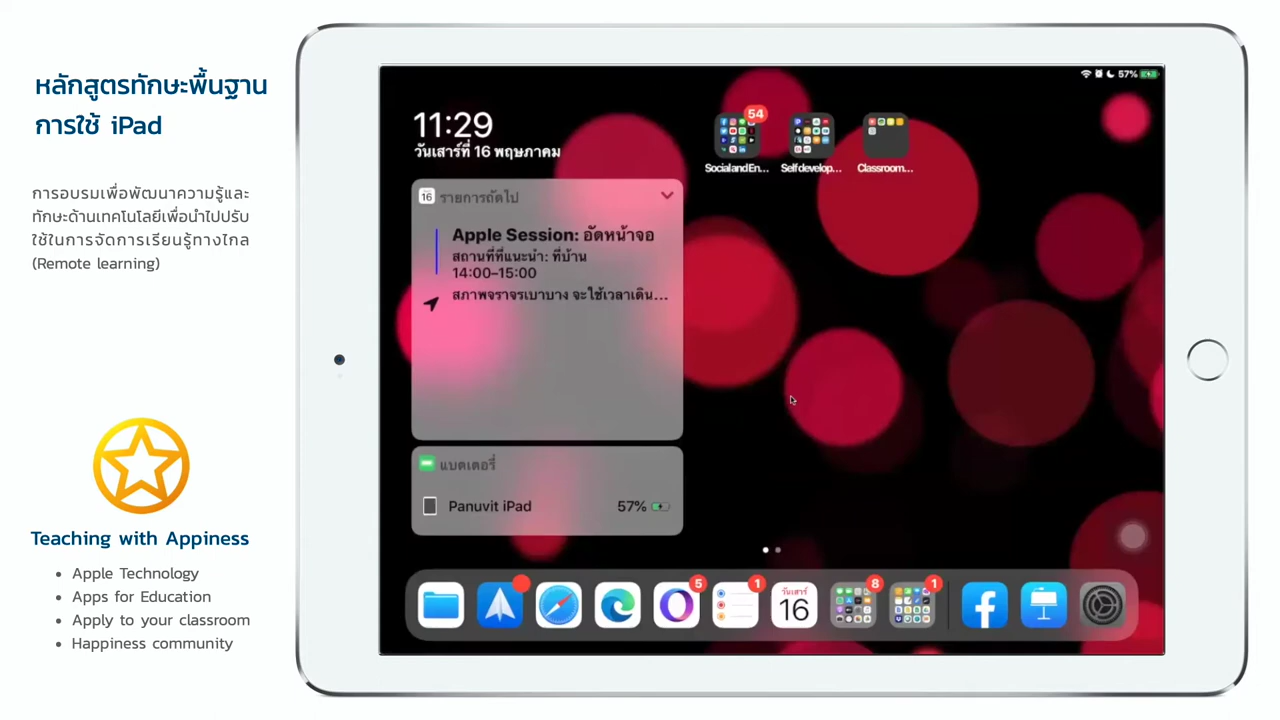 หลักสูตรทักษะพื้นฐาน
การใช้ iPad
การอบรมเพื่อพัฒนาความรู้และ
ทักษะด้านเทคโนโลยีเพื่อนำไปปรับ
ใช้ในการจัดการเรียนรู้ทางไกล
(Remote learning)
Teaching with Appiness
• Apple Technology
• Apps for Education
• Apply to your classroom
• Happiness community
57%
11:29
วันเสาร์ที่ 16 พฤษภาคม
54
Social and En...
Self develop...
Classroom...
16 รายการถัดไป
Apple Session: อัดหน้าจอ
สถานที่ที่แนะนำ: ที่บ้าน
14:00–15:00
สภาพจราจรเบาบาง จะใช้เวลาเดิน...
แบตเตอรี่
Panuvit iPad 57%
5 1 8 1
วันเสาร์
16